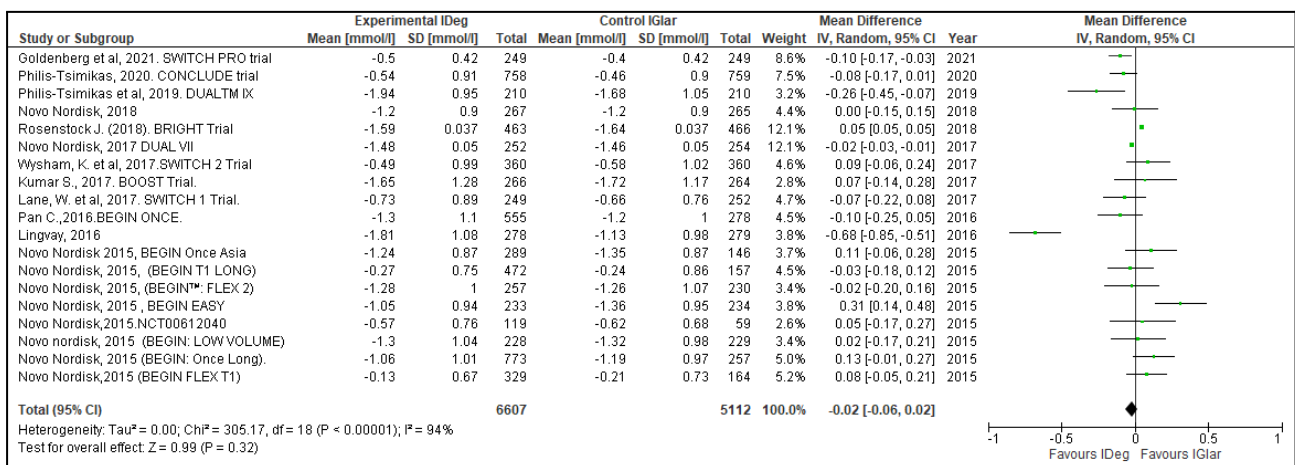 Experimental IDeg Control IGlar Mean Difference Mean Difference
Study or Subgroup Mean [mmol/l] SD [mmol/l] Total Mean [mmol/l] SD [mmol/l] Total Weight IV, Random, 95% CI Year IV, Random, 95% CI
Goldenberg et al, 2021. SWITCH PRO trial -0.5 0.42 249 -0.4 0.42 249 8.6% -0.10 [-0.17, -0.03] 2021
Philis-Tsimikas, 2020. CONCLUDE trial -0.54 0.91 758 -0.46 0.9 759 7.6% -0.08 [-0.17, 0.01] 2020
Philis-Tsimikas et al, 2019. DUALTM IX -1.94 0.95 210 -1.68 1.05 210 3.2% -0.26 [-0.45, -0.07] 2019
Novo Nordisk, 2018 -1.2 0.9 267 -1.2 0.9 265 4.4% 0.00 [-0.15, 0.15] 2018
Rosenstock J. (2018). BRIGHT Trial -1.59 0.037 463 -1.64 0.037 466 12.1% 0.05 [0.05, 0.05] 2018
Novo Nordisk, 2017 DUAL VII -1.48 0.05 252 -1.46 0.05 254 12.1% -0.02 [-0.03, -0.01] 2017
Wysham, K. et al, 2017.SWITCH 2 Trial -0.49 0.99 360 -0.58 1.02 360 4.6% 0.09 [-0.06, 0.24] 2017
Kumar S., 2017. BOOST Trial. -1.65 1.28 266 -1.72 1.17 264 2.8% 0.07 [-0.14, 0.28] 2017
Lane, W. et al, 2017. SWITCH 1 Trial. -0.73 0.89 249 -0.66 0.76 252 4.7% -0.07 [-0.22, 0.08] 2017
Pan C.,2016.BEGIN ONCE. -1.3 1.1 555 -1.2 1 278 4.6% -0.10 [-0.25, 0.05] 2016
Lingvay, 2016 -1.81 1.08 278 -1.13 0.98 279 3.7% -0.68 [-0.85, -0.51] 2016
Novo Nordisk 2015, BEGIN Once Asia -1.24 0.87 289 -1.35 0.87 146 3.7% 0.11 [-0.06, 0.28] 2015
Novo Nordisk, 2015, (BEGIN T1 LONG) -0.27 0.75 472 -0.24 0.86 157 4.5% -0.03 [-0.18, 0.12] 2015
Novo Nordisk, 2015, (BEGIN™: FLEX 2) -1.28 1 257 -1.26 1.07 230 3.4% -0.02 [-0.20, 0.16] 2015
Novo Nordisk, 2015 , BEGIN EASY -1.05 0.94 233 -1.36 0.95 234 3.8% 0.31 [0.14, 0.48] 2015
Novo Nordisk,2015.NCT00612040 -0.57 0.76 119 -0.62 0.68 59 2.6% 0.05 [-0.17, 0.27] 2015
Novo nordisk, 2015 (BEGIN: LOW VOLUME) -1.3 1.04 228 -1.32 0.98 229 3.4% 0.02 [-0.17, 0.21] 2015
Novo Nordisk, 2015 (BEGIN: Once Long). -1.06 1.01 773 -1.19 0.97 257 5.0% 0.13 [-0.01, 0.27] 2015
Novo Nordisk,2015 (BEGIN FLEX T1) -0.13 0.67 329 -0.21 0.73 164 5.2% 0.08 [-0.05, 0.21] 2015
Total (95% CI) 6607 5112 100.0% -0.02 [-0.06, 0.02]
Heterogeneity: Tau² = 0.00; Chi² = 305.17, df = 18 (P < 0.00001); I² = 94%
Test for overall effect: Z = 0.99 (P = 0.32)
-1 -0.5 0 0.5 1
Favours IDeg Favours IGlar